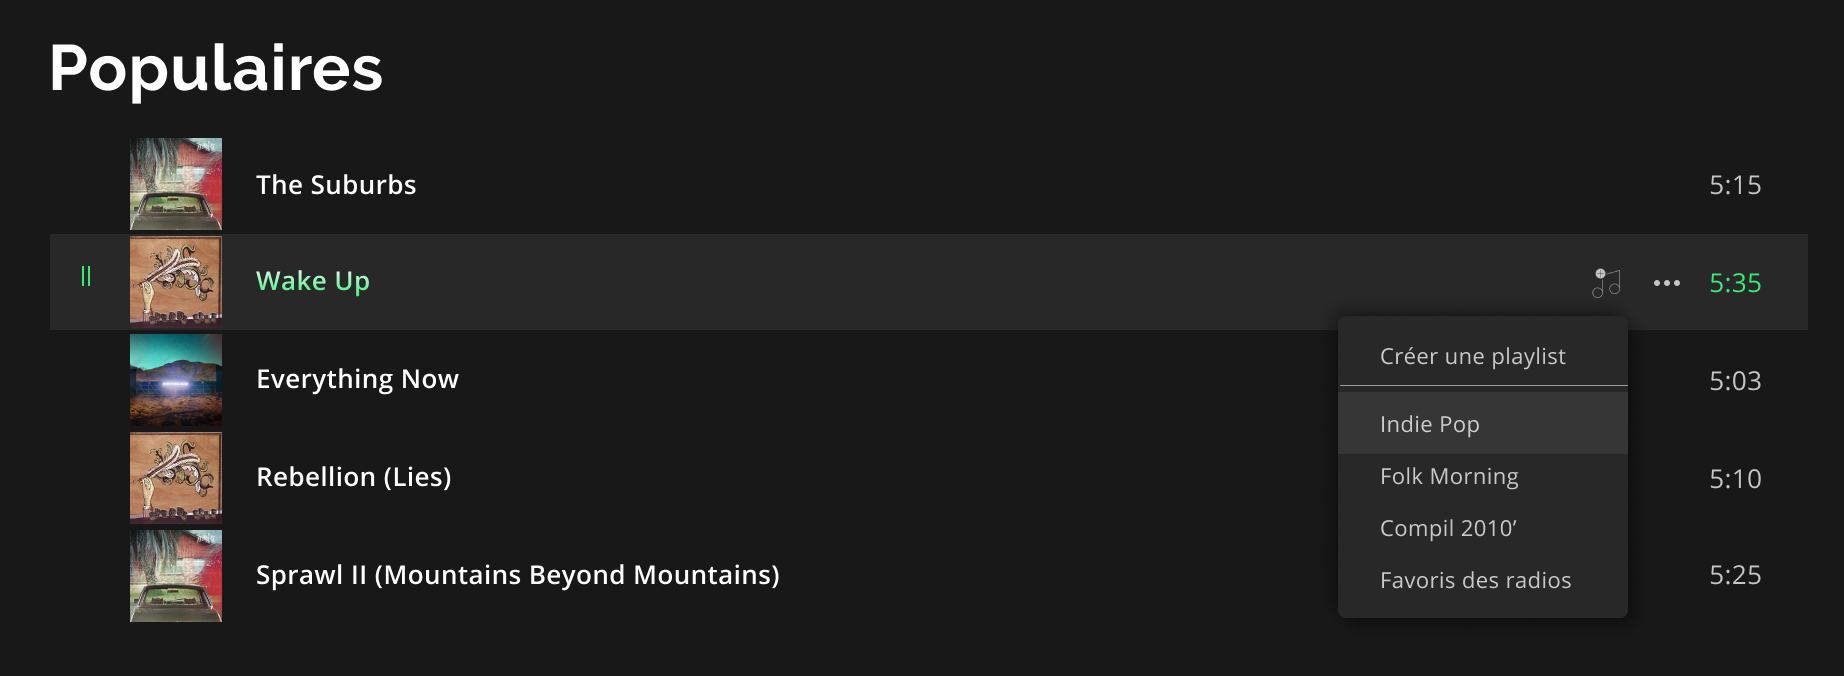 Populaires
The Suburbs 5:15
Wake Up 5:35
Créer une playlist
Everything Now 5:03
Indie Pop
Rebellion (Lies) 5:10
Folk Morning
Compil 2010’
Sprawl II (Mountains Beyond Mountains) 5:25
Favoris des radios